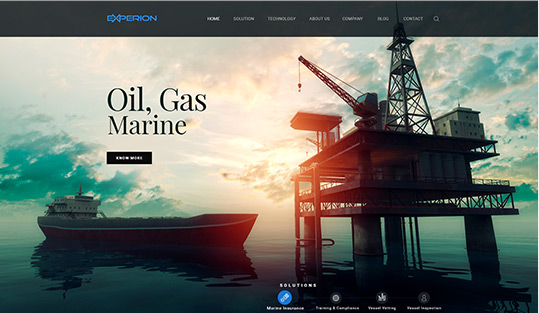 EXPERION
HOME SOLUTION TECHNOLOGY ABOUT US COMPANY BLOG CONTACT
Oil, Gas
Marine
KNOW MORE
SOLUTIONS
Marine Insurance Training & Compliance Vessel Vetting Vessel Inspection